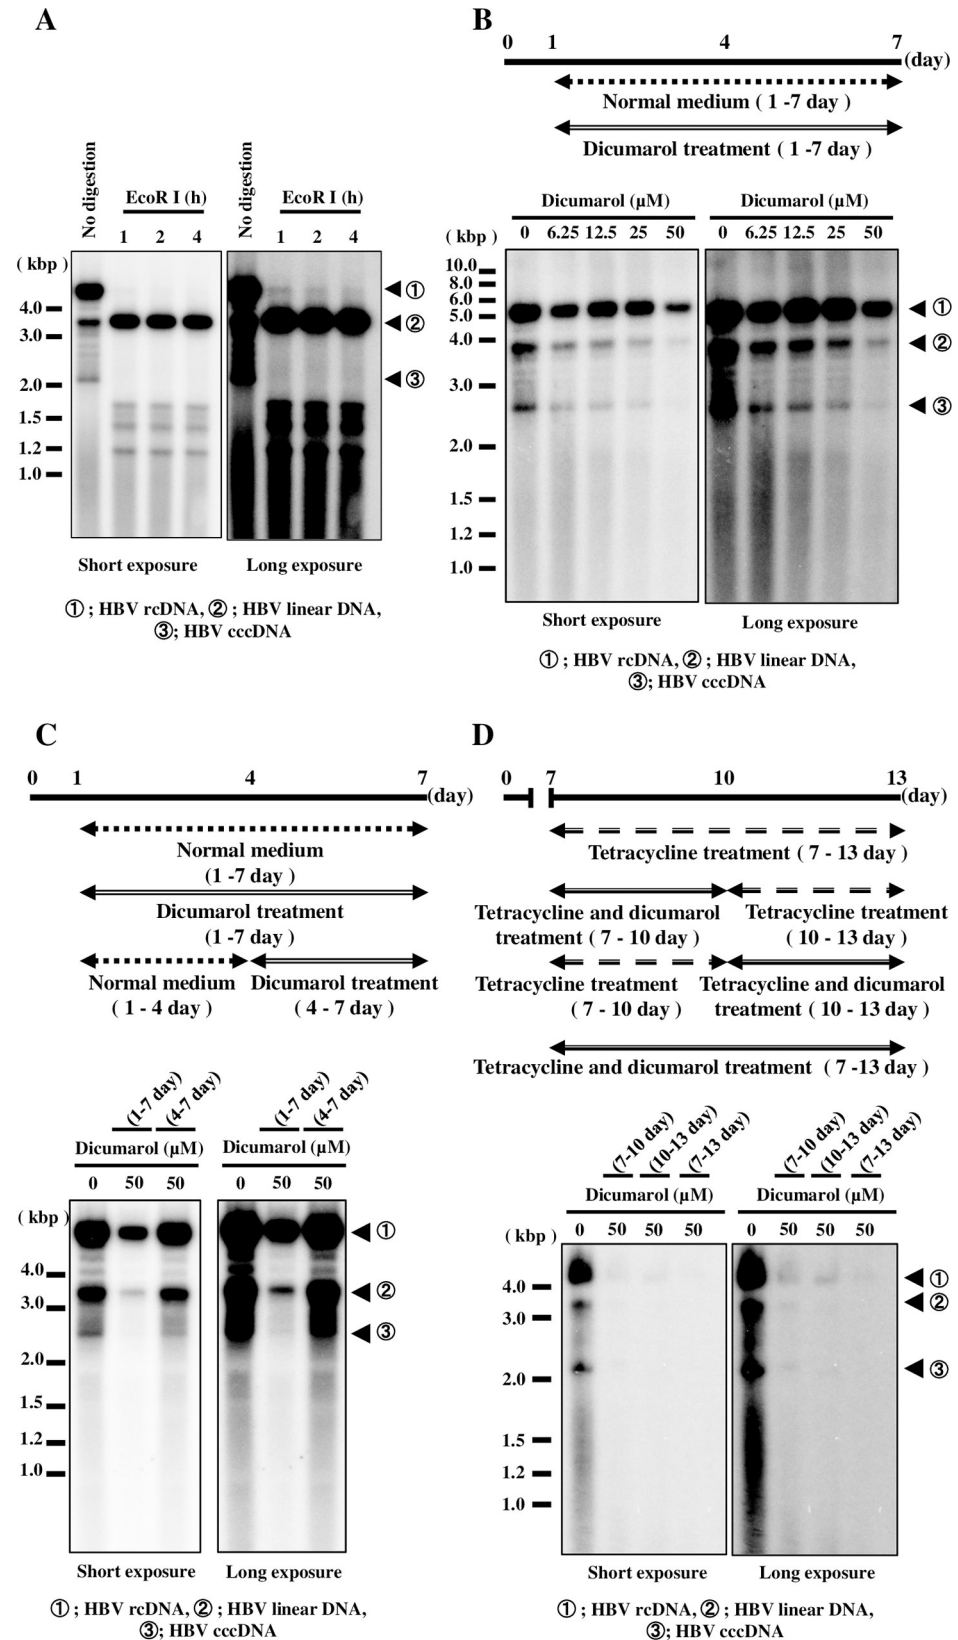 A
No digestion
EcoR I (h)
1 2 4
No digestion
EcoR I (h)
1 2 4
( kbp )
4.0
3.0
2.0
1.5
1.2
1.0
①
②
③
Short exposure
Long exposure
① ; HBV rcDNA, ② ; HBV linear DNA,
③; HBV cccDNA
B
0 1 4 7
(day)
Normal medium ( 1 -7 day )
Dicumarol treatment ( 1 -7 day )
Dicumarol (µM)
Dicumarol (µM)
( kbp )
0 6.25 12.5 25 50
0 6.25 12.5 25 50
10.0
8.0
6.0
5.0
4.0
3.0
2.0
1.5
1.2
1.0
①
②
③
Short exposure
Long exposure
① ; HBV rcDNA, ② ; HBV linear DNA,
③; HBV cccDNA
C
0 1 4 7
(day)
Normal medium
(1 -7 day )
Dicumarol treatment
(1 -7 day )
Normal medium
( 1 - 4 day )
Dicumarol treatment
( 4 - 7 day )
(1-7 day)
(4-7 day)
(1-7 day)
(4-7 day)
Dicumarol (µM)
Dicumarol (µM)
0 50 50
0 50 50
( kbp )
4.0
3.0
2.0
1.5
1.2
1.0
①
②
③
Short exposure
Long exposure
① ; HBV rcDNA, ② ; HBV linear DNA,
③; HBV cccDNA
D
0 7 10 13
(day)
Tetracycline treatment ( 7 - 13 day )
Tetracycline and dicumarol
treatment ( 7 - 10 day )
Tetracycline treatment
( 10 - 13 day )
Tetracycline treatment
( 7 - 10 day )
Tetracycline and dicumarol
treatment ( 10 - 13 day )
Tetracycline and dicumarol treatment ( 7 -13 day )
(7-10 day)
(10-13 day)
(7-13 day)
(7-10 day)
(10-13 day)
(7-13 day)
Dicumarol (µM)
Dicumarol (µM)
( kbp )
0 50 50 50
0 50 50 50
4.0
3.0
2.0
1.5
1.2
1.0
①
②
③
Short exposure
Long exposure
① ; HBV rcDNA, ② ; HBV linear DNA,
③; HBV cccDNA